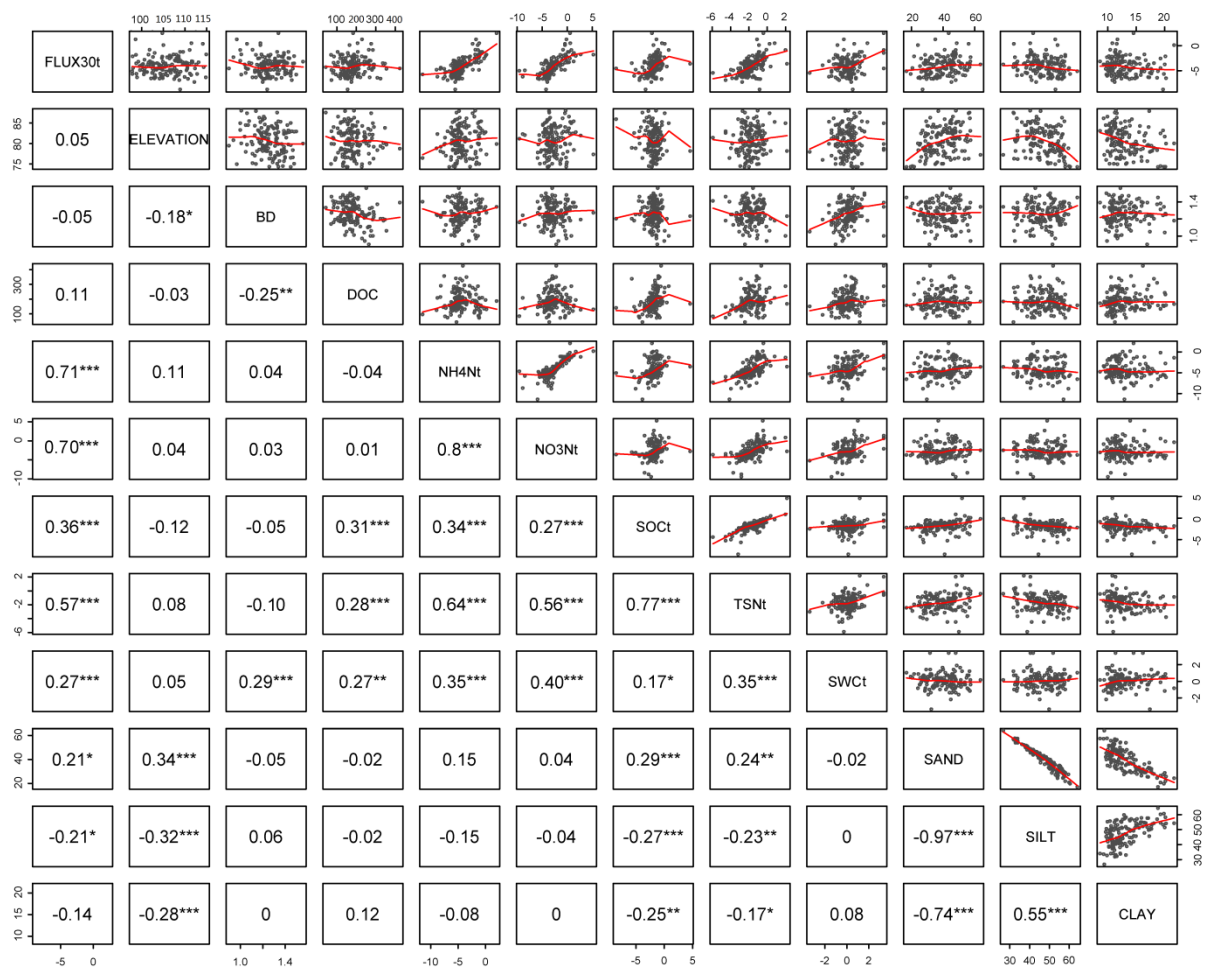 100 105 110 115 100 200 300 400 -10 -5 0 5 -6 -4 -2 0 2 20 40 60 10 15 20
FLUX30t 0 -5
85 80 75 0.05 ELEVATION
-0.05 -0.18* BD 1.4 1.0
300 100 0.11 -0.03 -0.25** DOC
0.71*** 0.11 0.04 -0.04 NH4Nt 0 -5 -10
5 0 -10 0.70*** 0.04 0.03 0.01 0.8*** NO3Nt
0.36*** -0.12 -0.05 0.31*** 0.34*** 0.27*** SOCt 5 0 -5
2 -2 -6 0.57*** 0.08 -0.10 0.28*** 0.64*** 0.56*** 0.77*** TSNt
0.27*** 0.05 0.29*** 0.27** 0.35*** 0.40*** 0.17* 0.35*** SWCt 2 0 -2
60 40 20 0.21* 0.34*** -0.05 -0.02 0.15 0.04 0.29*** 0.24** -0.02 SAND
-0.21* -0.32*** 0.06 -0.02 -0.15 -0.04 -0.27*** -0.23** 0 -0.97*** SILT 60 50 40 30
20 15 10 -0.14 -0.28*** 0 0.12 -0.08 0 -0.25** -0.17* 0.08 -0.74*** 0.55*** CLAY
-5 0 1.0 1.4 -10 -5 0 -5 0 5 -2 0 2 30 40 50 60